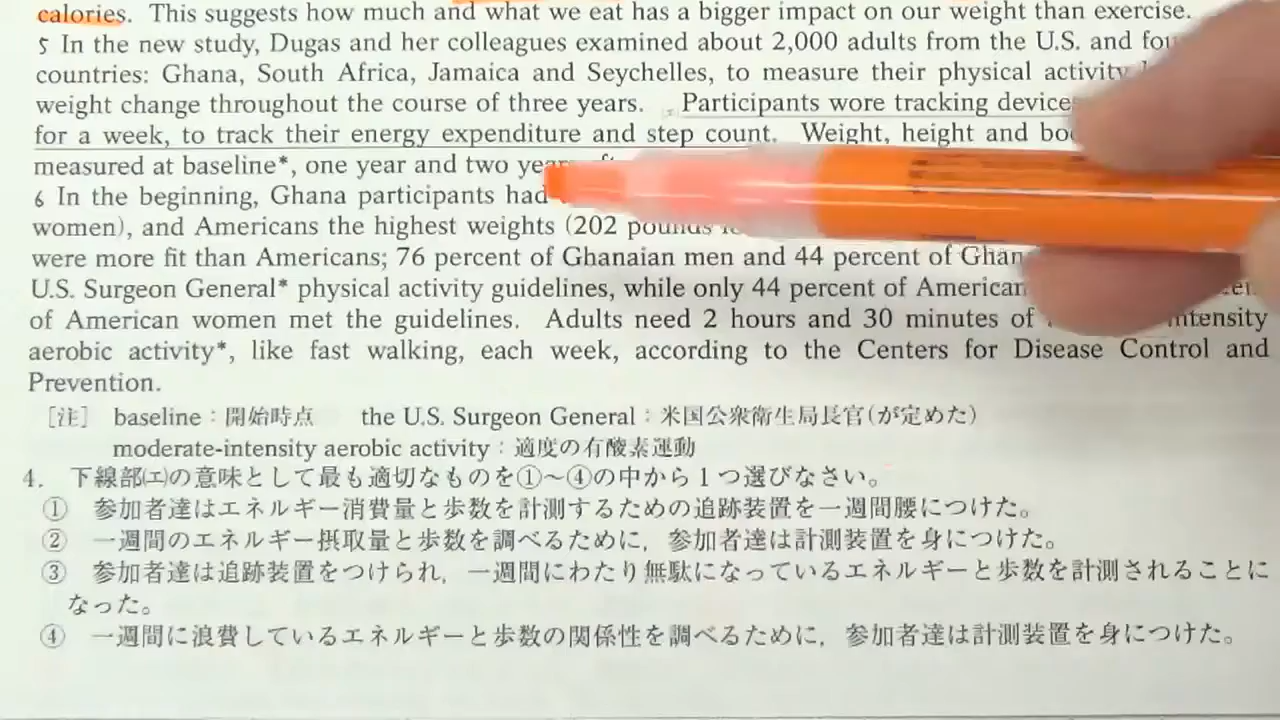 calories. This suggests how much and what we eat has a bigger impact on our weight than exercise.
5 In the new study, Dugas and her colleagues examined about 2,000 adults from the U.S. and
countries: Ghana, South Africa, Jamaica and Seychelles, to measure their physical activity
weight change throughout the course of three years. Participants wore tracking
for a week, to track their energy expenditure and step count. Weight, height and
measured at baseline*, one year and two
6 In the beginning, Ghana participants had
women), and Americans the highest weights (202 pounds
were more fit than Americans; 76 percent of Ghanaian men and 44 percent of
U.S. Surgeon General* physical activity guidelines, while only 44 percent of
of American women met the guidelines. Adults need 2 hours and 30 minutes of
aerobic activity*, like fast walking, each week, according to the Centers for Disease Control and
Prevention.
[注] baseline：開始時点 the U.S. Surgeon General：米国公衆衛生局長官(が定めた)
moderate-intensity aerobic activity：適度の有酸素運動
4. 下線部(エ)の意味として最も適切なものを①〜④の中から1つ選びなさい。
① 参加者達はエネルギー消費量と歩数を計測するための追跡装置を一週間腰につけた。
② 一週間のエネルギー摂取量と歩数を調べるために，参加者達は計測装置を身につけた。
③ 参加者達は追跡装置をつけられ，一週間にわたり無駄になっているエネルギーと歩数を計測されることに
なった。
④ 一週間に浪費しているエネルギーと歩数の関係性を調べるために，参加者達は計測装置を身につけた。